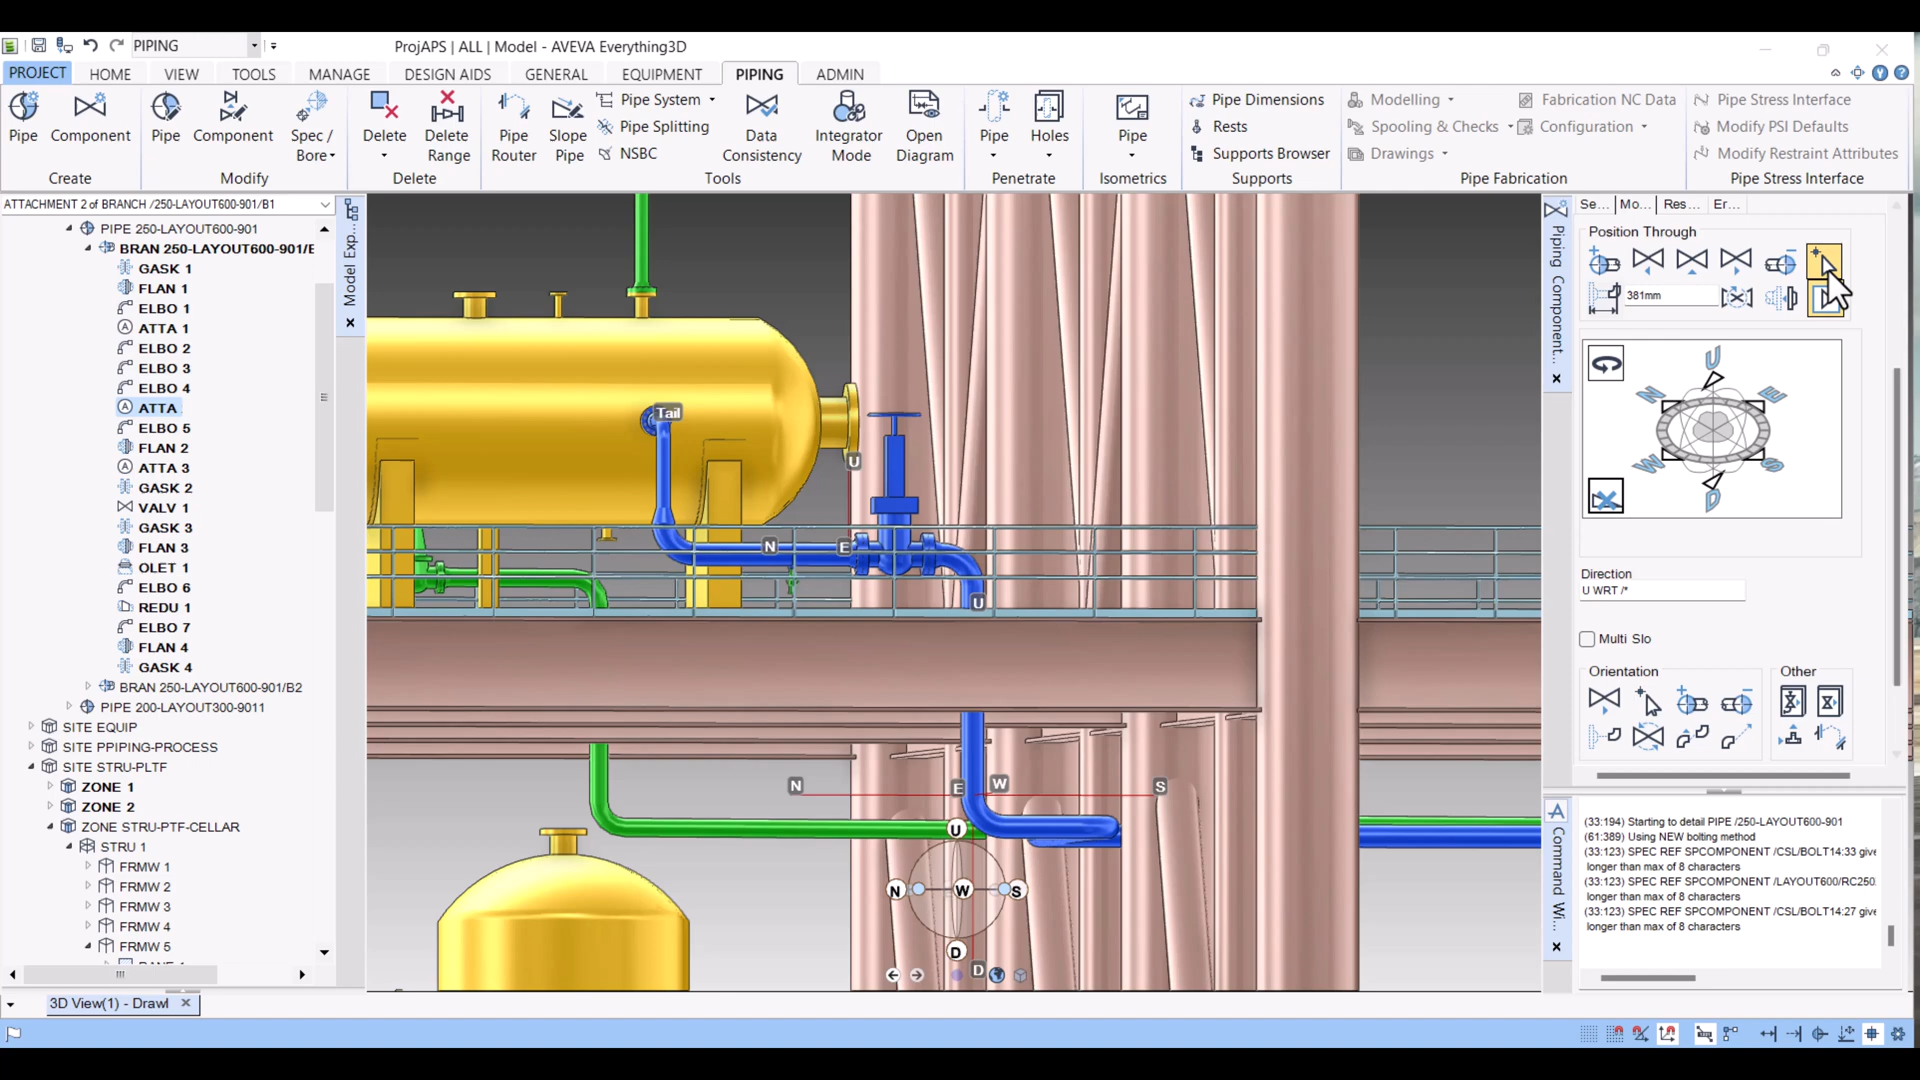 PIPING
ProjAPS | ALL | Model - AVEVA Everything3D
PROJECT HOME VIEW TOOLS MANAGE DESIGN AIDS GENERAL EQUIPMENT PIPING ADMIN
Pipe Component Pipe Component Spec / Bore Delete Delete Range Pipe Router Slope Pipe
Pipe System
Pipe Splitting
NSBC
Data Consistency Integrator Mode Open Diagram Pipe Holes Pipe
Pipe Dimensions
Rests
Supports Browser
Modelling
Spooling & Checks
Drawings
Fabrication NC Data
Configuration
Pipe Stress Interface
Modify PSI Defaults
Modify Restraint Attributes
Create Modify Delete Tools Penetrate Isometrics Supports Pipe Fabrication Pipe Stress Interface
ATTACHMENT 2 of BRANCH /250-LAYOUT600-901/B1
PIPE 250-LAYOUT600-901
BRAN 250-LAYOUT600-901/E
GASK 1
FLAN 1
ELBO 1
ATTA 1
ELBO 2
ELBO 3
ELBO 4
ATTA
ELBO 5
FLAN 2
ATTA 3
GASK 2
VALV 1
GASK 3
FLAN 3
OLET 1
ELBO 6
REDU 1
ELBO 7
FLAN 4
GASK 4
BRAN 250-LAYOUT600-901/B2
PIPE 200-LAYOUT300-9011
SITE EQUIP
SITE PPIPING-PROCESS
SITE STRU-PLTF
ZONE 1
ZONE 2
ZONE STRU-PTF-CELLAR
STRU 1
FRMW 1
FRMW 2
FRMW 3
FRMW 4
FRMW 5
Model Exp...
Tail
U
N E
U
N E W S
U
N W S
D
D
Piping Component...
Se... Mo... Res... Er...
Position Through
381mm
U
N E
W S
D
Direction
U WRT /*
Multi Slo
Orientation Other
Command Wi...
(33:194) Starting to detail PIPE /250-LAYOUT600-901
(61:389) Using NEW bolting method
(33:123) SPEC REF SPCOMPONENT /CSL/BOLT14:33 give
longer than max of 8 characters
(33:123) SPEC REF SPCOMPONENT /LAYOUT600/RC250.
longer than max of 8 characters
(33:123) SPEC REF SPCOMPONENT /CSL/BOLT14:27 give
longer than max of 8 characters
3D View(1) - Drawl